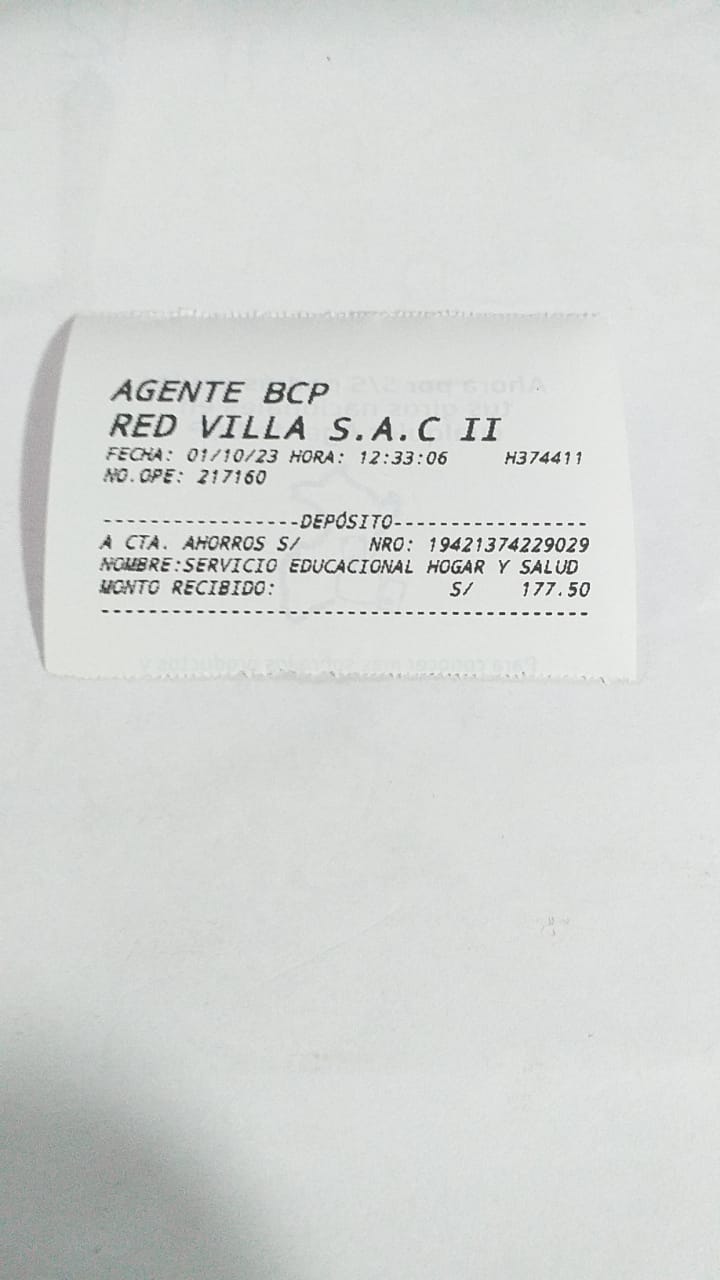 AGENTE BCP
RED VILLA S.A.C II
FECHA: 01/10/23 HORA: 12:33:06 H374411
NO.OPE: 217160
-----------------DEPÓSITO-----------------
A CTA. AHORROS S/ NRO: 19421374229029
NOMBRE:SERVICIO EDUCACIONAL HOGAR Y SALUD
MONTO RECIBIDO: S/ 177.50
------------------------------------------